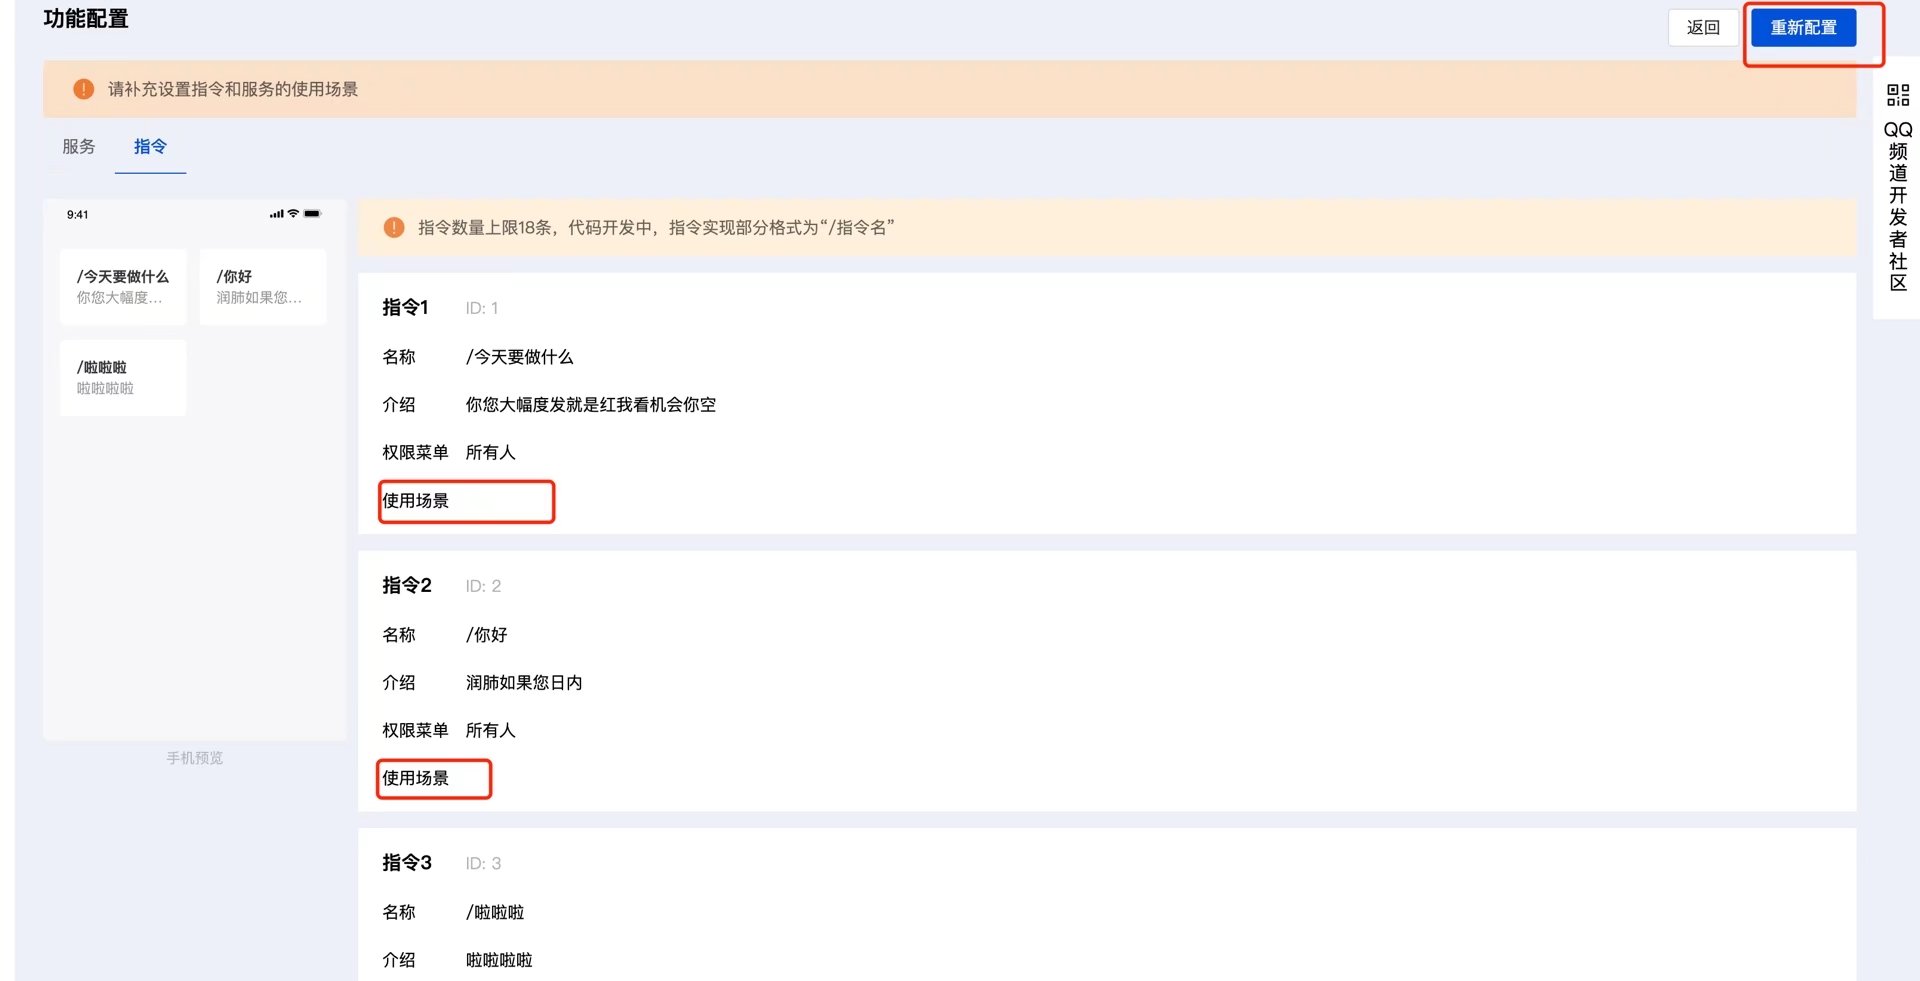 功能配置
返回
重新配置
请补充设置指令和服务的使用场景
服务
指令
QQ频道开发者社区
9:41
/今天要做什么
你您大幅度...
/你好
润肺如果您...
/啦啦啦
啦啦啦啦
手机预览
指令数量上限18条，代码开发中，指令实现部分格式为“/指令名”
指令1 ID: 1
名称 /今天要做什么
介绍 你您大幅度发就是红我看机会你空
权限菜单 所有人
使用场景
指令2 ID: 2
名称 /你好
介绍 润肺如果您日内
权限菜单 所有人
使用场景
指令3 ID: 3
名称 /啦啦啦
介绍 啦啦啦啦